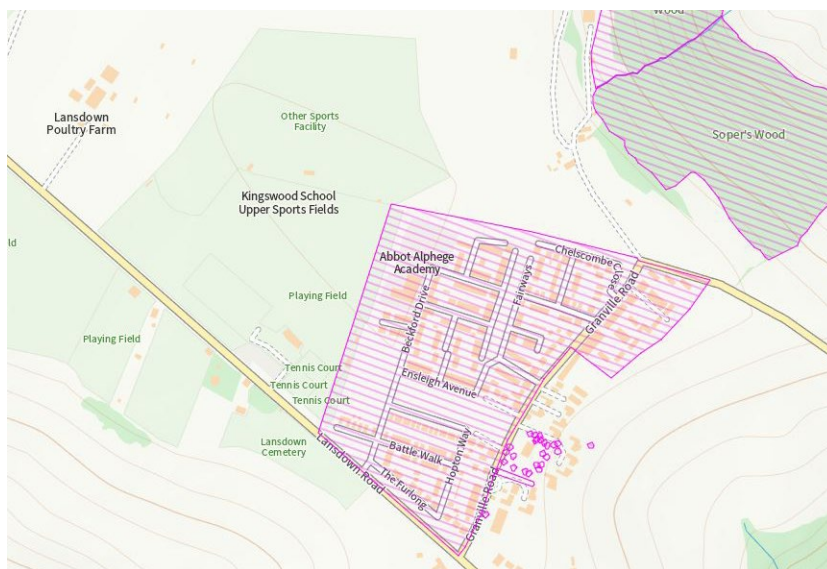 Wood
Lansdown
Poultry Farm
Other Sports
Facility
Soper's Wood
Kingswood School
Upper Sports Fields
ld
Abbot Alphege
Academy
Chelscombe Close
Fairways
Granville Road
Playing Field
Beckford Drive
Playing Field
Tennis Court
Tennis Court
Tennis Court
Ensleigh Avenue
Lansdown
Cemetery
Lansdown Road
Battle Walk
Hopton Way
The Furlong
Granville Road